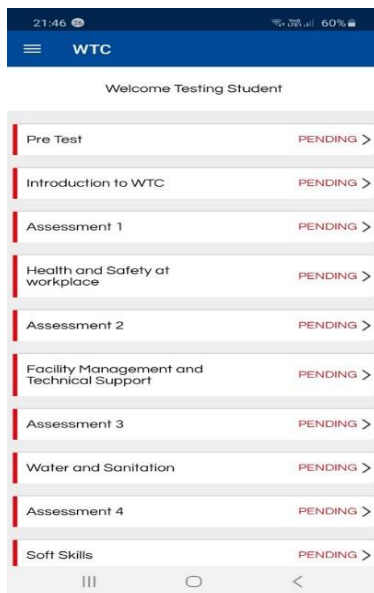 21:46 26
60%
WTC
Welcome Testing Student
Pre Test PENDING
Introduction to WTC PENDING
Assessment 1 PENDING
Health and Safety at
workplace PENDING
Assessment 2 PENDING
Facility Management and
Technical Support PENDING
Assessment 3 PENDING
Water and Sanitation PENDING
Assessment 4 PENDING
Soft Skills PENDING